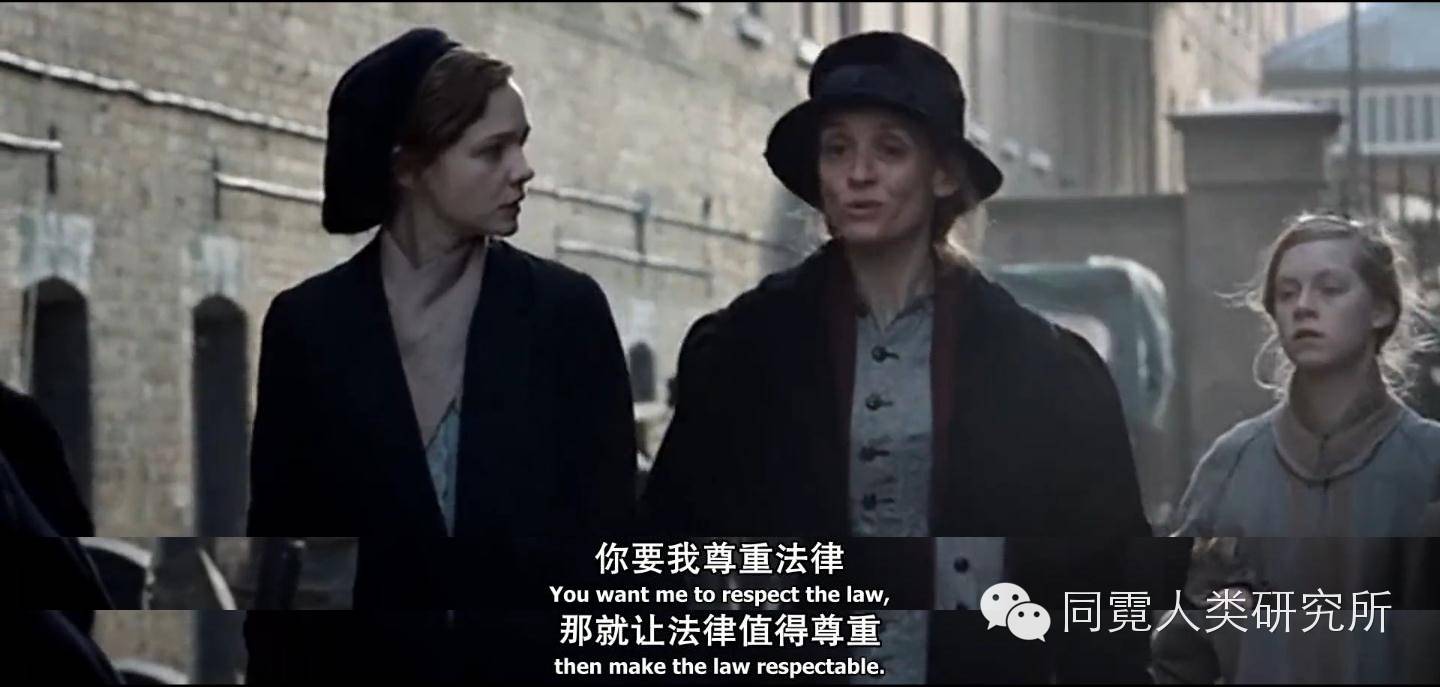 你要我尊重法律
You want me to respect the law,
同霓人类研究所
那就让法律值得尊重
then make the law respectable.